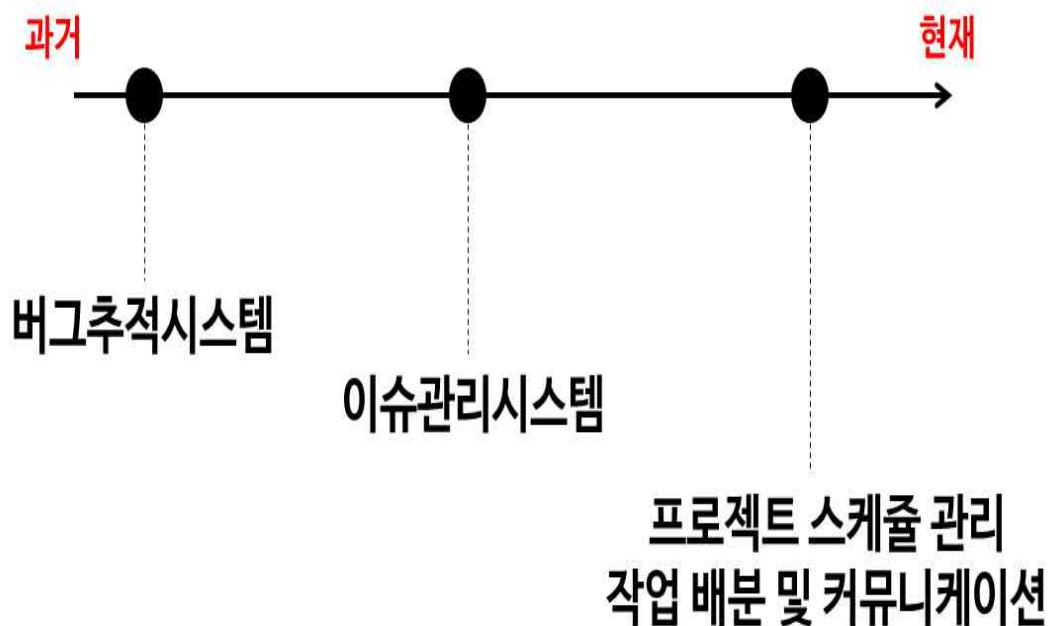 과거
현재
버그추적시스템
이슈관리시스템
프로젝트 스케쥴 관리
작업 배분 및 커뮤니케이션